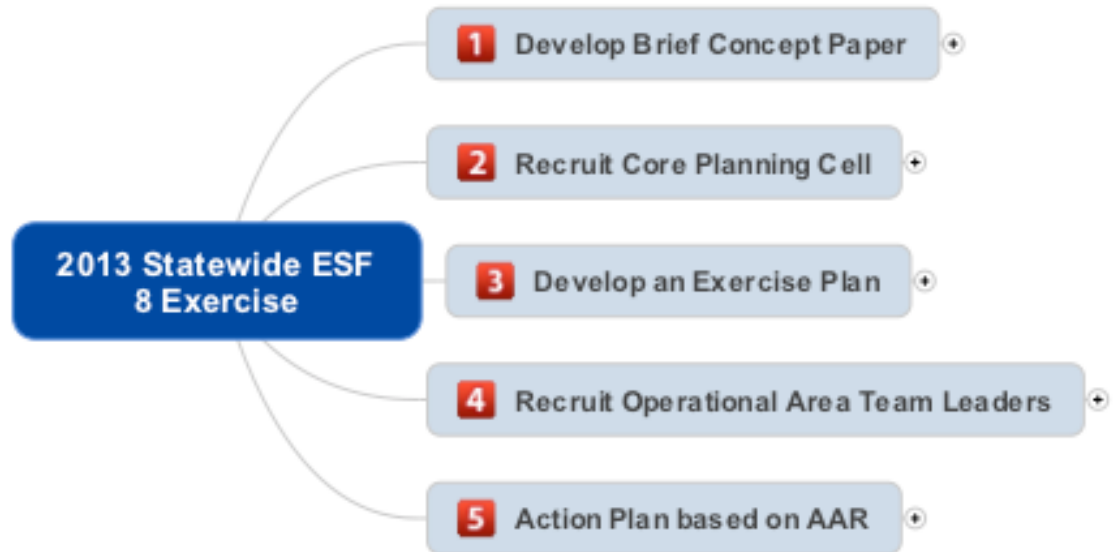 1 Develop Brief Concept Paper
2 Recruit Core Planning Cell
2013 Statewide ESF
8 Exercise
3 Develop an Exercise Plan
4 Recruit Operational Area Team Leaders
5 Action Plan based on AAR